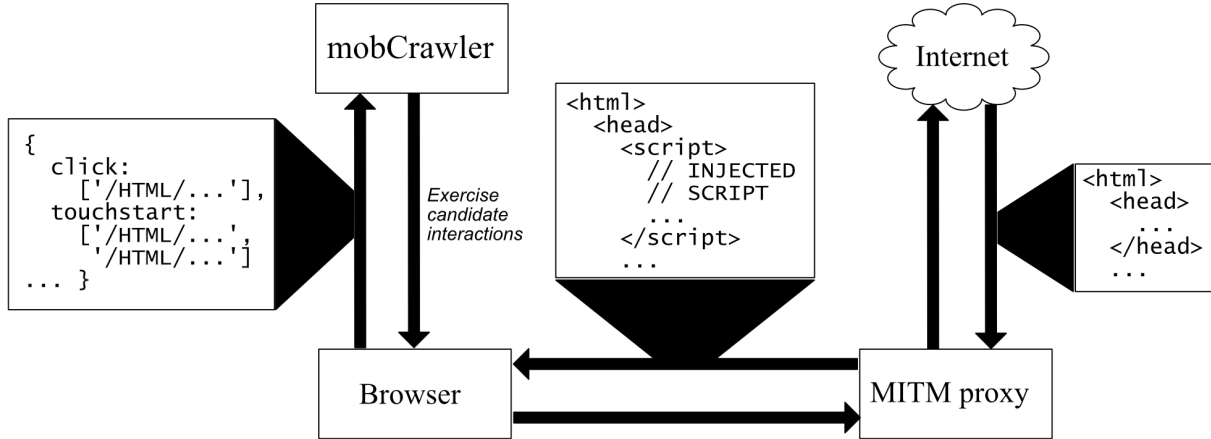 mobCrawler
Internet
{
  click:
    ['/HTML/...'],
  touchstart:
    ['/HTML/...',
     '/HTML/...']
... }
Exercise
candidate
interactions
<html>
  <head>
    <script>
      // INJECTED
      // SCRIPT
      ...
    </script>
    ...
<html>
  <head>
    ...
  </head>
  ...
Browser
MITM proxy